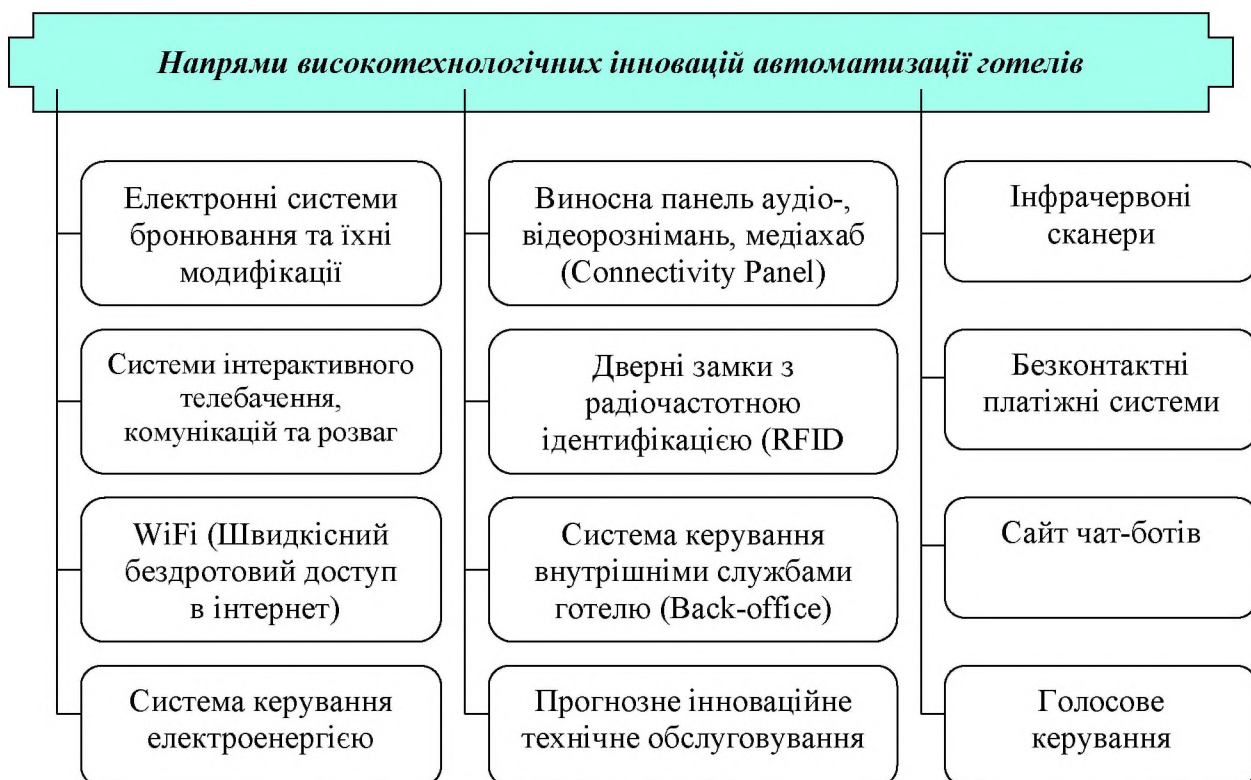 Напрями високотехнологічних інновацій автоматизації готелів
Електронні системи
бронювання та їхні
модифікації
Системи інтерактивного
телебачення,
комунікацій та розваг
WiFi (Швидкісний
бездротовий доступ
в інтернет)
Система керування
електроенергією
Виносна панель аудіо-,
відеорознімань, медіахаб
(Connectivity Panel)
Дверні замки з
радіочастотною
ідентифікацією (RFID
Система керування
внутрішніми службами
готелю (Back-office)
Прогнозне інноваційне
технічне обслуговування
Інфрачервоні
сканери
Безконтактні
платіжні системи
Сайт чат-ботів
Голосове
керування